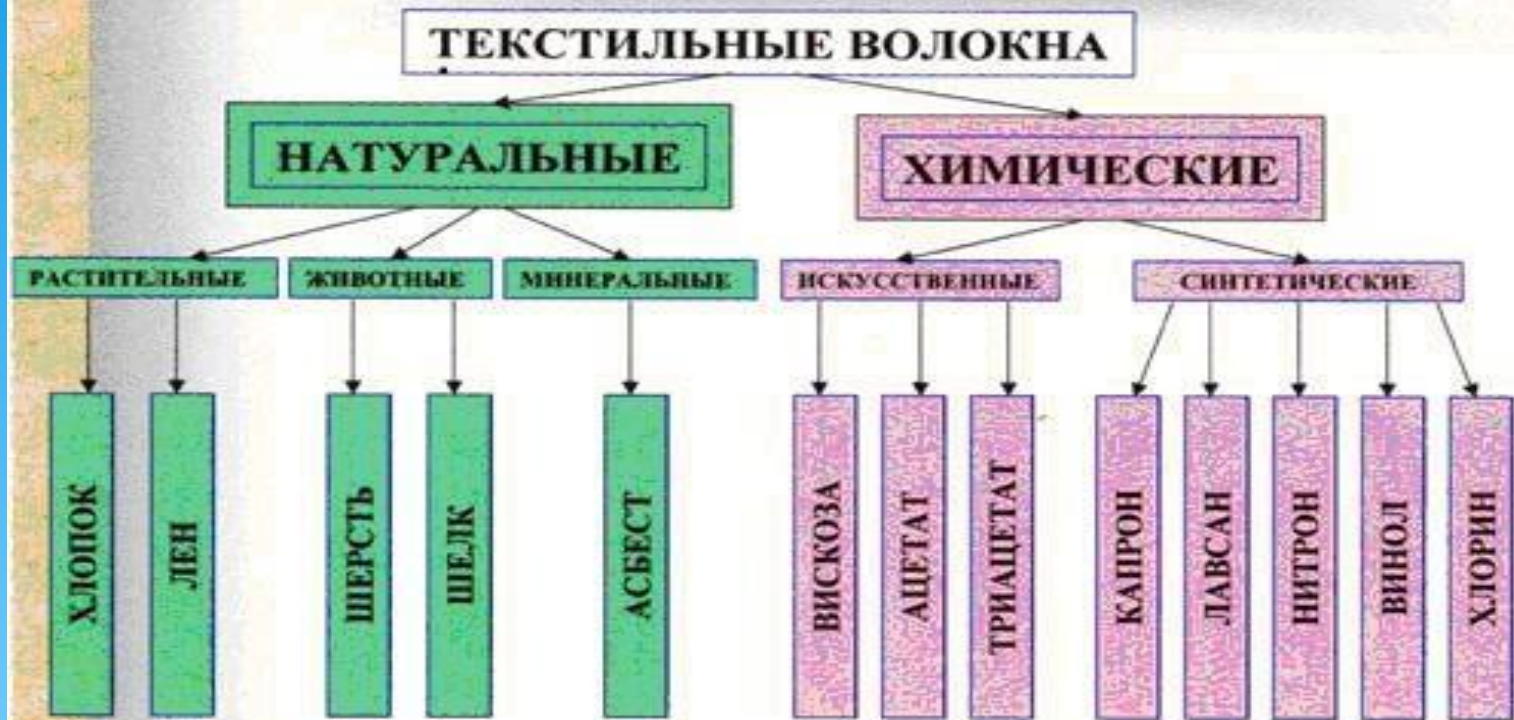 ТЕКСТИЛЬНЫЕ ВОЛОКНА
НАТУРАЛЬНЫЕ
ХИМИЧЕСКИЕ
РАСТИТЕЛЬНЫЕ
ЖИВОТНЫЕ
МИНЕРАЛЬНЫЕ
ИСКУССТВЕННЫЕ
СИНТЕТИЧЕСКИЕ
ХЛОПОК
ЛЕН
ШЕРСТЬ
ШЕЛК
АСБЕСТ
ВИСКОЗА
АЦЕТАТ
ТРИАЦЕТАТ
КАПРОН
ЛАВСАН
НИТРОН
ВИНОЛ
ХЛОРИН